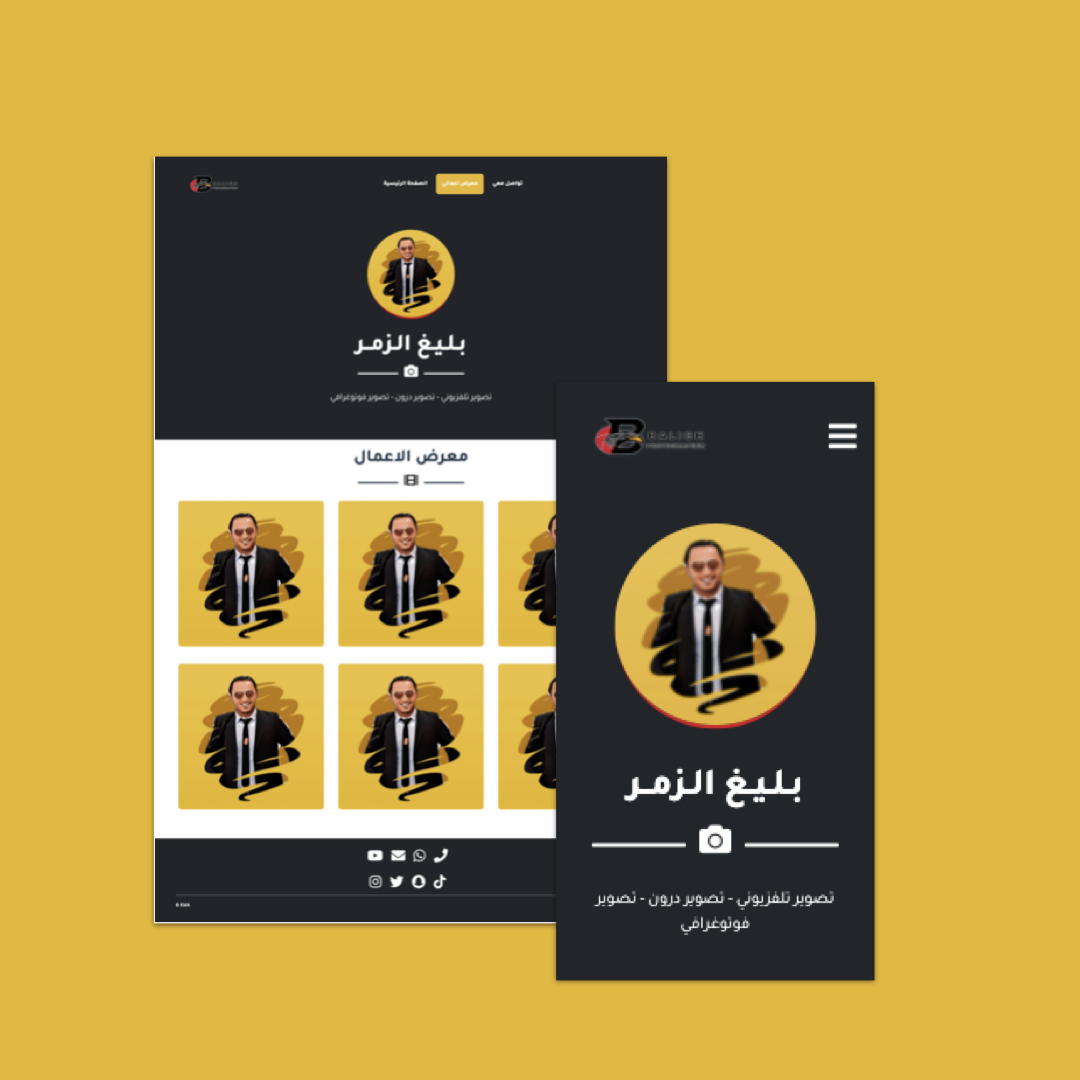 الصفحة الرئيسية معرض اعمالي تواصل معي
بليغ الزمر
تصوير تلفزيوني - تصوير درون - تصوير فوتوغرافي
معرض الاعمال
BALIGH
بليغ الزمر
تصوير تلفزيوني - تصوير درون - تصوير
فوتوغرافي